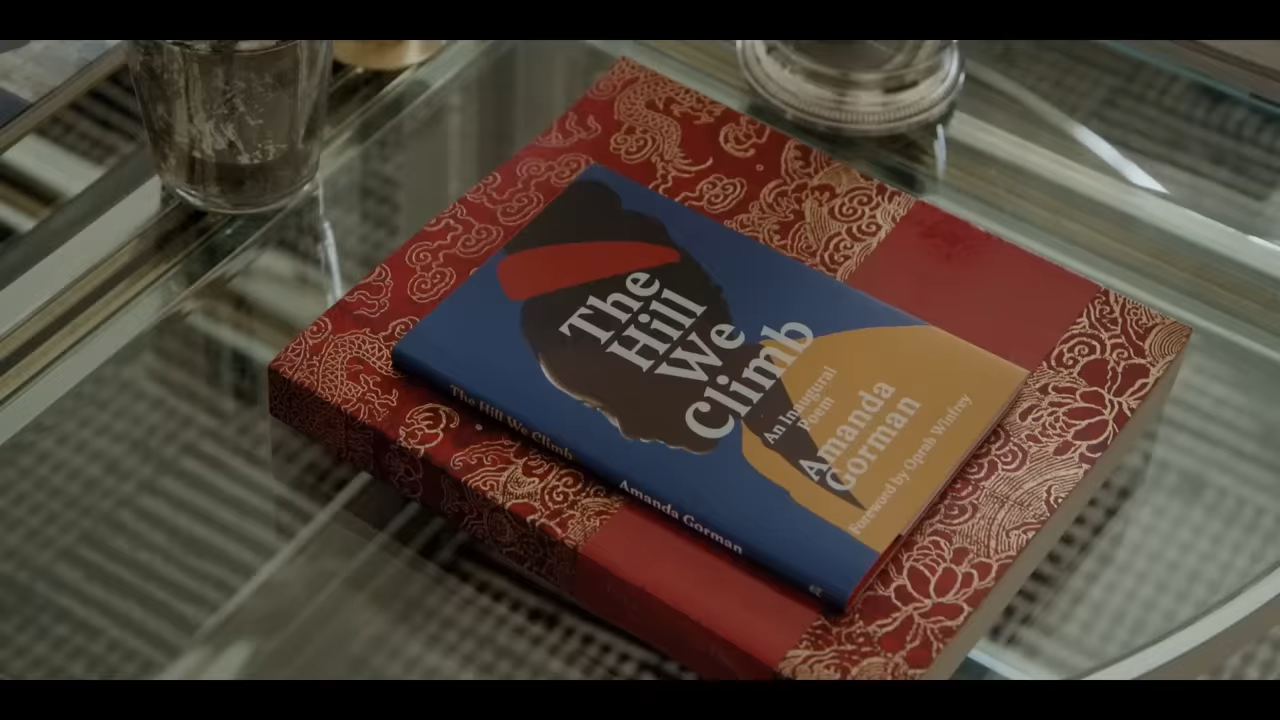 The
Hill
We
Climb
An Inaugural
Poem
Amanda
Gorman
Foreword by Oprah Winfrey
The Hill We Climb
Amanda Gorman